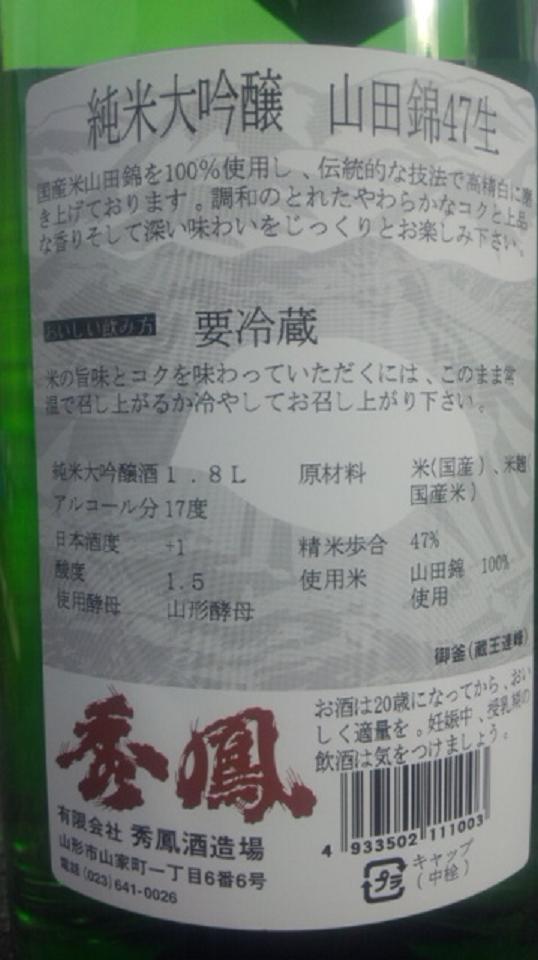 純米大吟醸 山田錦47生
国産米山田錦を100%使用し、伝統的な技法で高精白に磨
き上げております。調和のとれたやわらかなコクと上品
な香りそして深い味わいをじっくりとお楽しみ下さい。
おいしい飲み方 要冷蔵
米の旨味とコクを味わっていただくには、このまま常
温で召し上がるか冷やしてお召し上がり下さい。
純米大吟醸酒 1.8L 原材料 米(国産)、米麹(
国産米)
アルコール分 17度
日本酒度 +1 精米歩合 47%
酸度 1.5 使用米 山田錦 100%
使用
使用酵母 山形酵母
御釜(蔵王連峰)
お酒は20歳になってから、おい
しく適量を。妊娠中、授乳期の
飲酒は気をつけましょう。
秀鳳
有限会社 秀鳳酒造場
山形市山家町一丁目6番6号
電話(023)641-0026
4 933502 111003
プラ キャップ
(中栓)